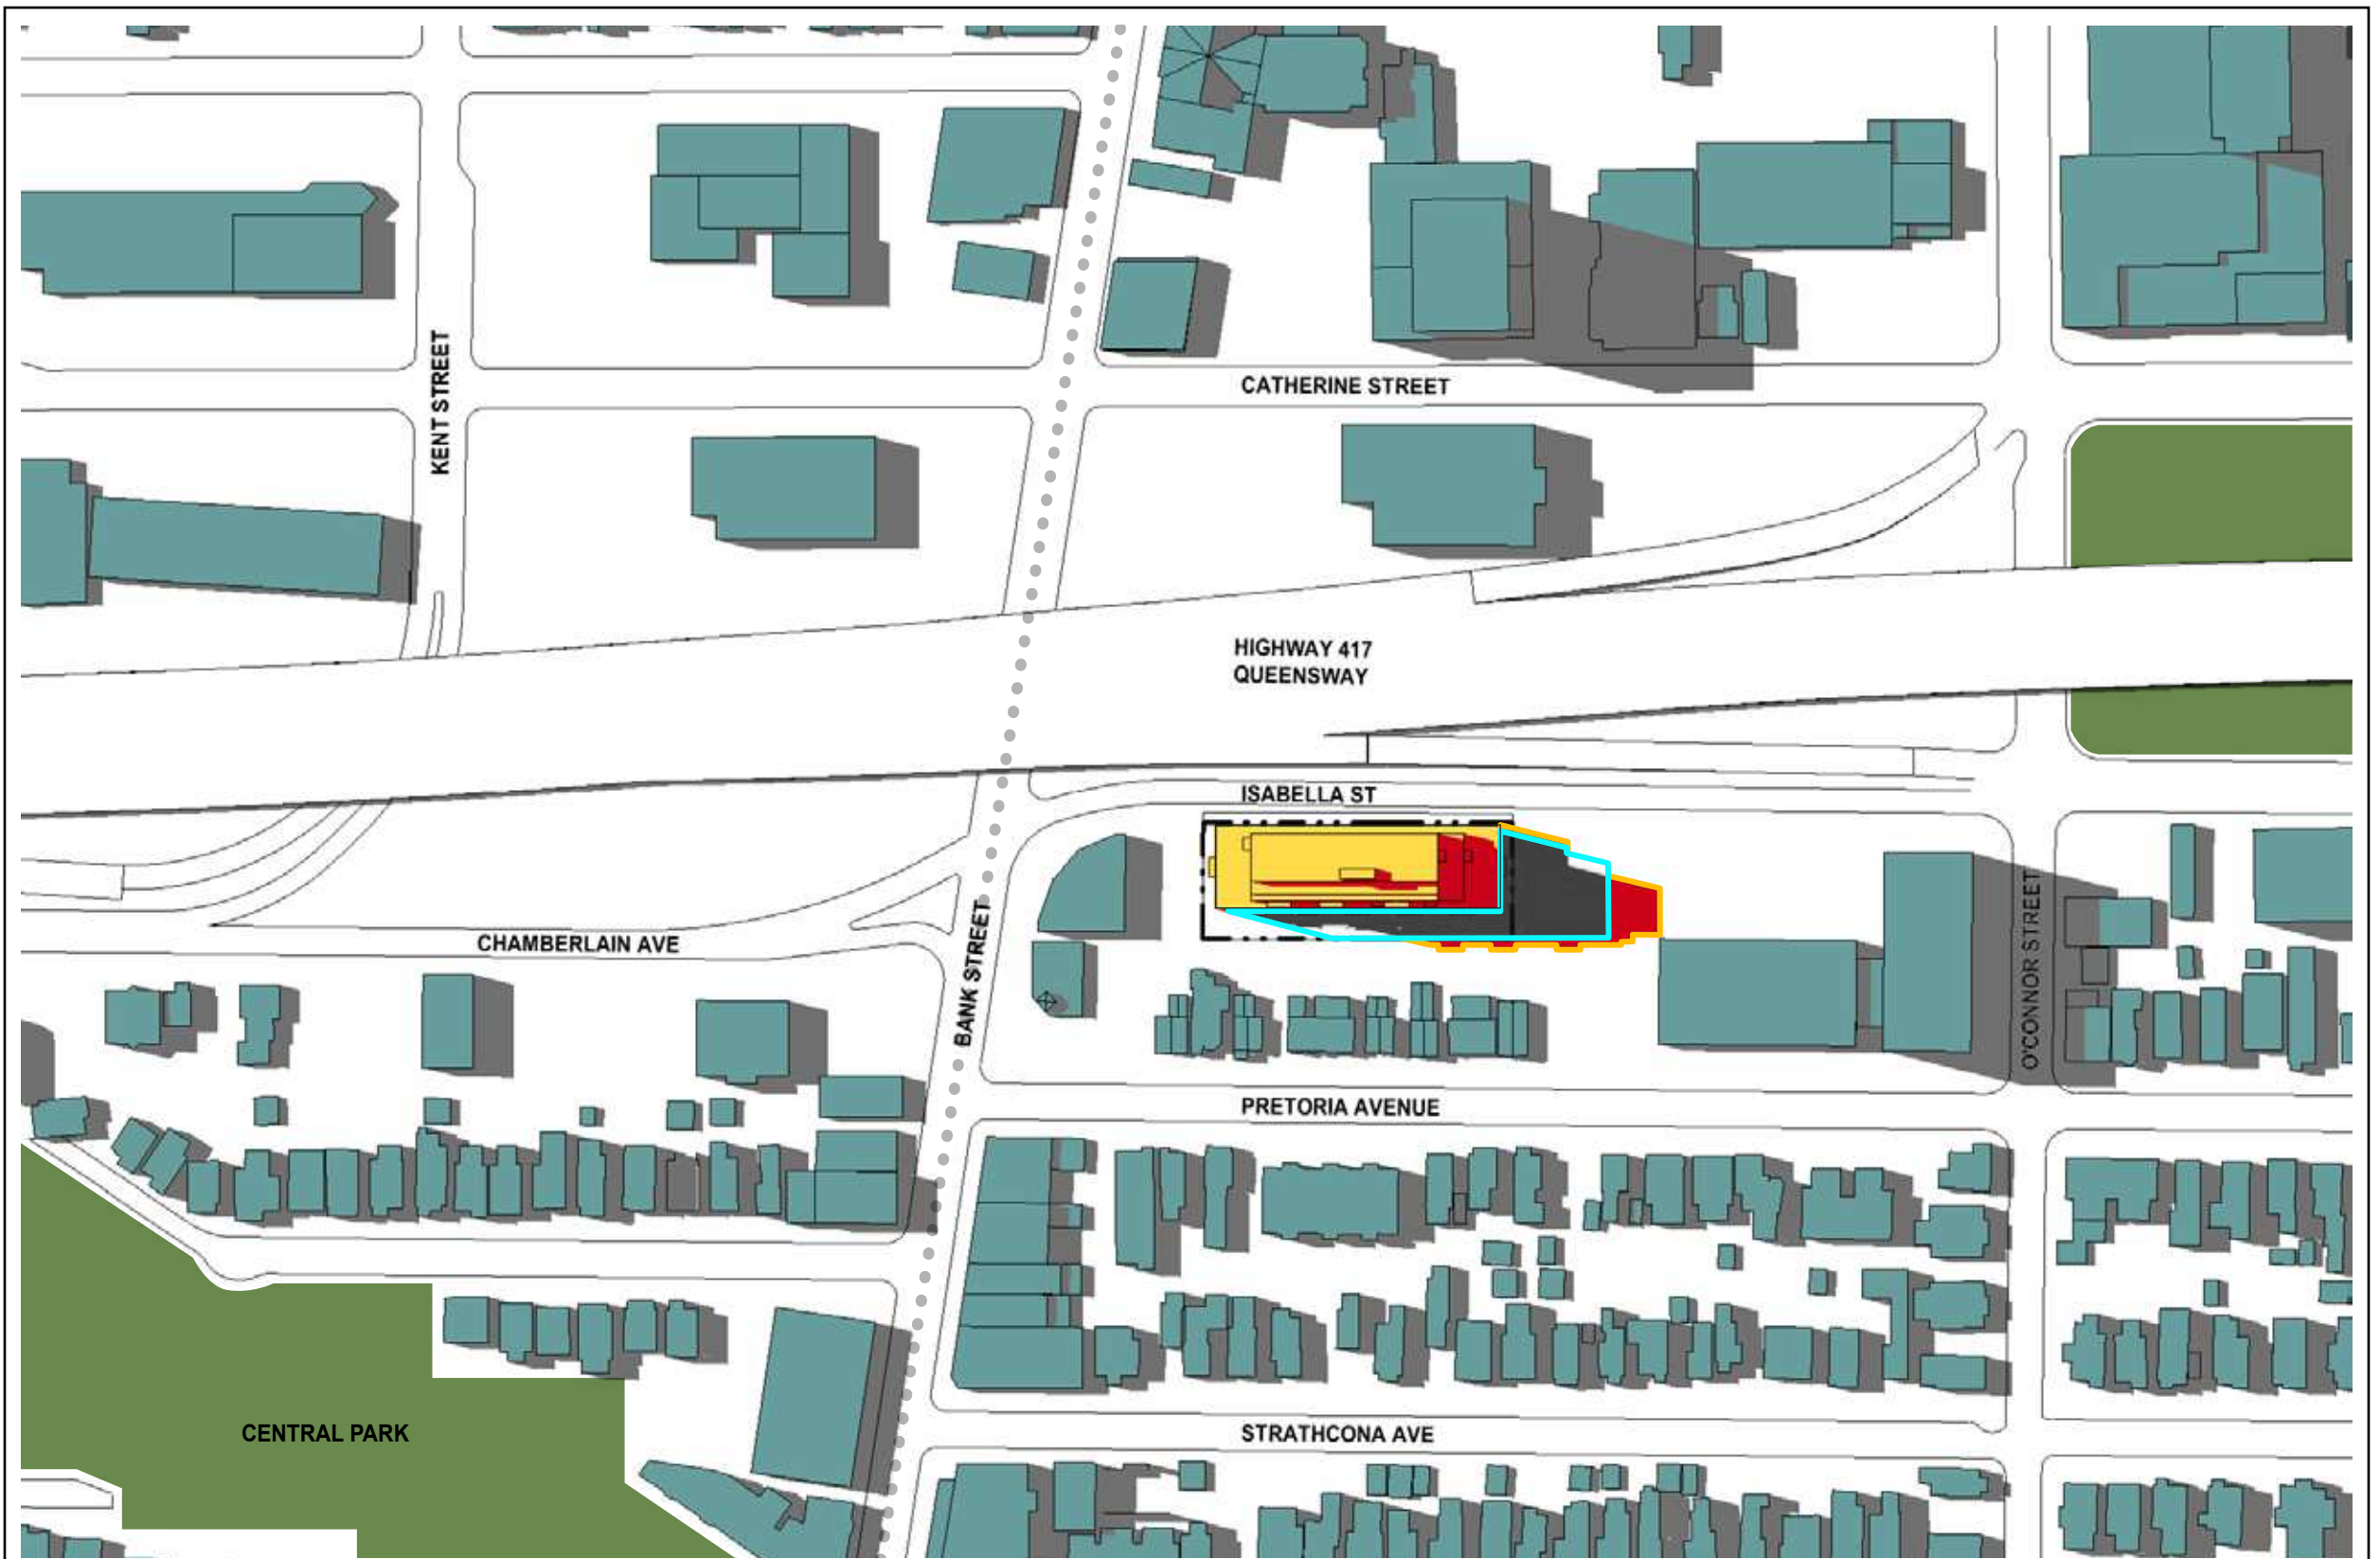 KENT STREET
CATHERINE STREET
HIGHWAY 417
QUEENSWAY
ISABELLA ST
CHAMBERLAIN AVE
BANK STREET
O'CONNOR STREET
PRETORIA AVENUE
CENTRAL PARK
STRATHCONA AVE